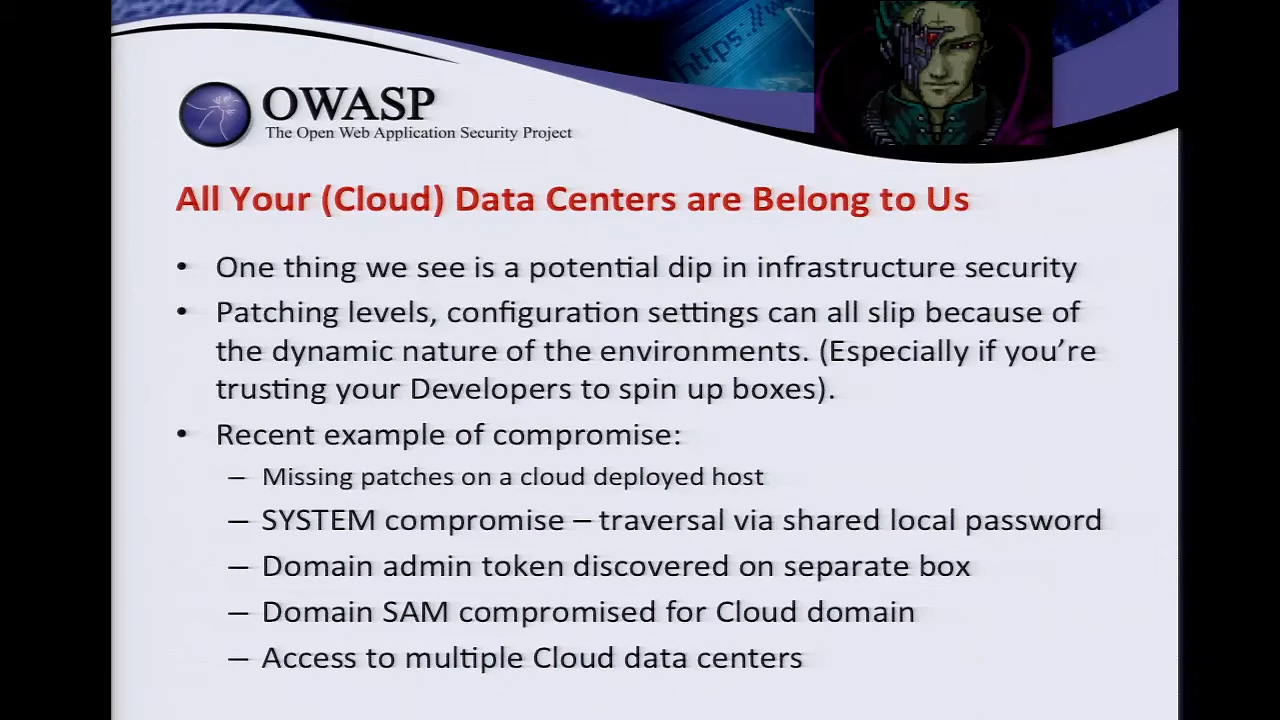 https://w
OWASP
The Open Web Application Security Project
All Your (Cloud) Data Centers are Belong to Us
• One thing we see is a potential dip in infrastructure security
• Patching levels, configuration settings can all slip because of
the dynamic nature of the environments. (Especially if you’re
trusting your Developers to spin up boxes).
• Recent example of compromise:
– Missing patches on a cloud deployed host
– SYSTEM compromise – traversal via shared local password
– Domain admin token discovered on separate box
– Domain SAM compromised for Cloud domain
– Access to multiple Cloud data centers